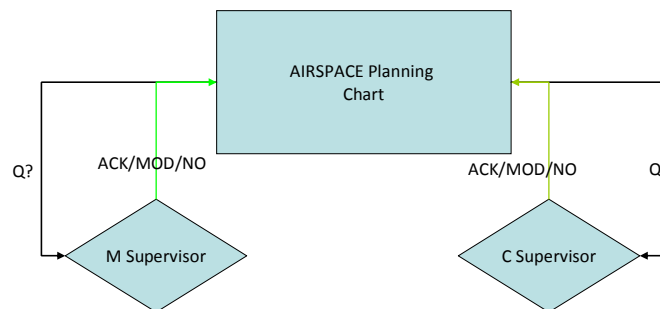 AIRSPACE Planning
Chart
ACK/MOD/NO
ACK/MOD/NO
Q?
Q
M Supervisor
C Supervisor